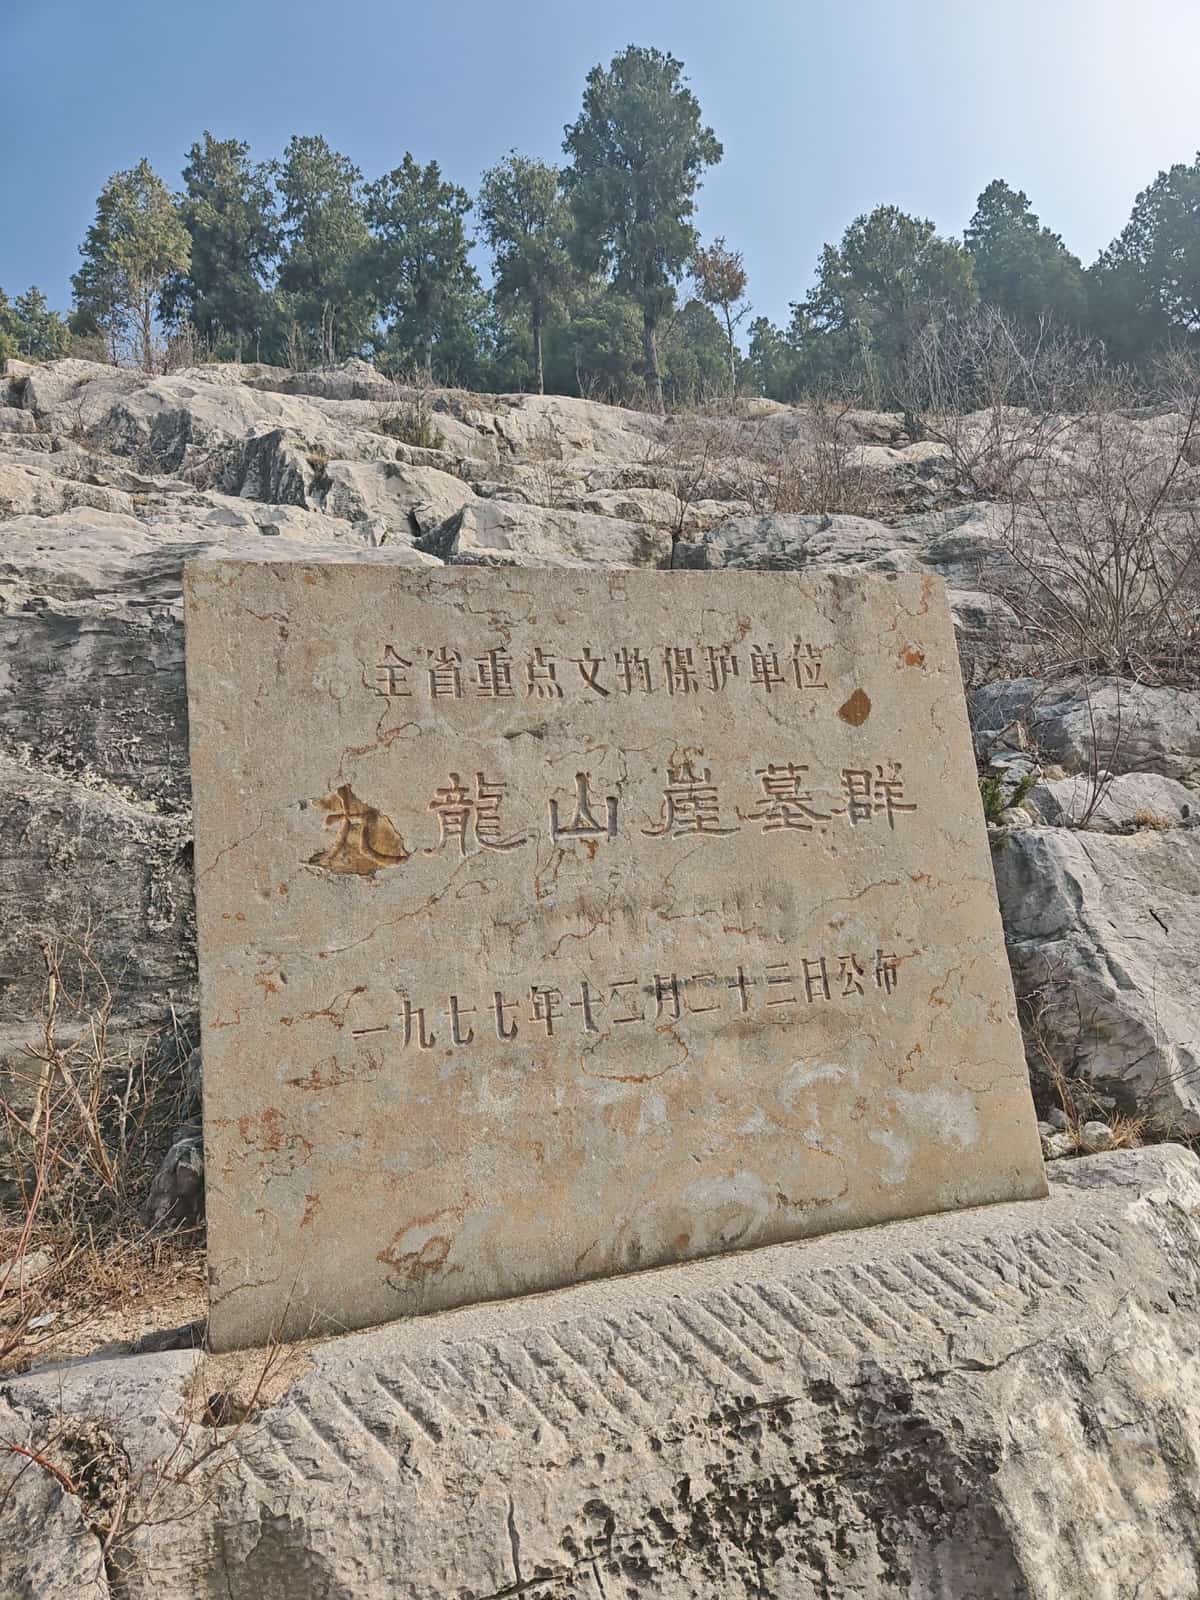 全省重点文物保护单位
九龍山崖墓群
一九七七年十二月二十三日公布